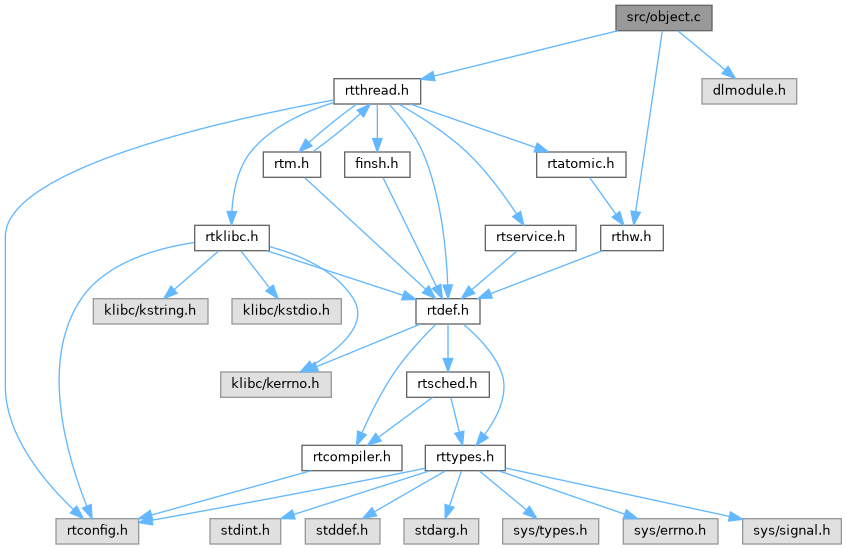 src/object.c
rtthread.h
dlmodule.h
rtm.h
finsh.h
rtatomic.h
rtklibc.h
rtservice.h
rthw.h
klibc/kstring.h
klibc/kstdio.h
rtdef.h
klibc/kerrno.h
rtsched.h
rtcompiler.h
rttypes.h
rtconfig.h
stdint.h
stddef.h
stdarg.h
sys/types.h
sys/errno.h
sys/signal.h